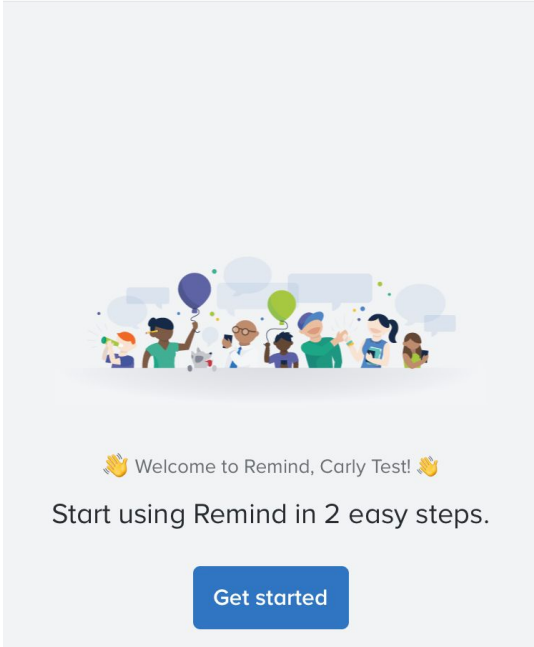 👋 Welcome to Remind, Carly Test! 👋
Start using Remind in 2 easy steps.
Get started